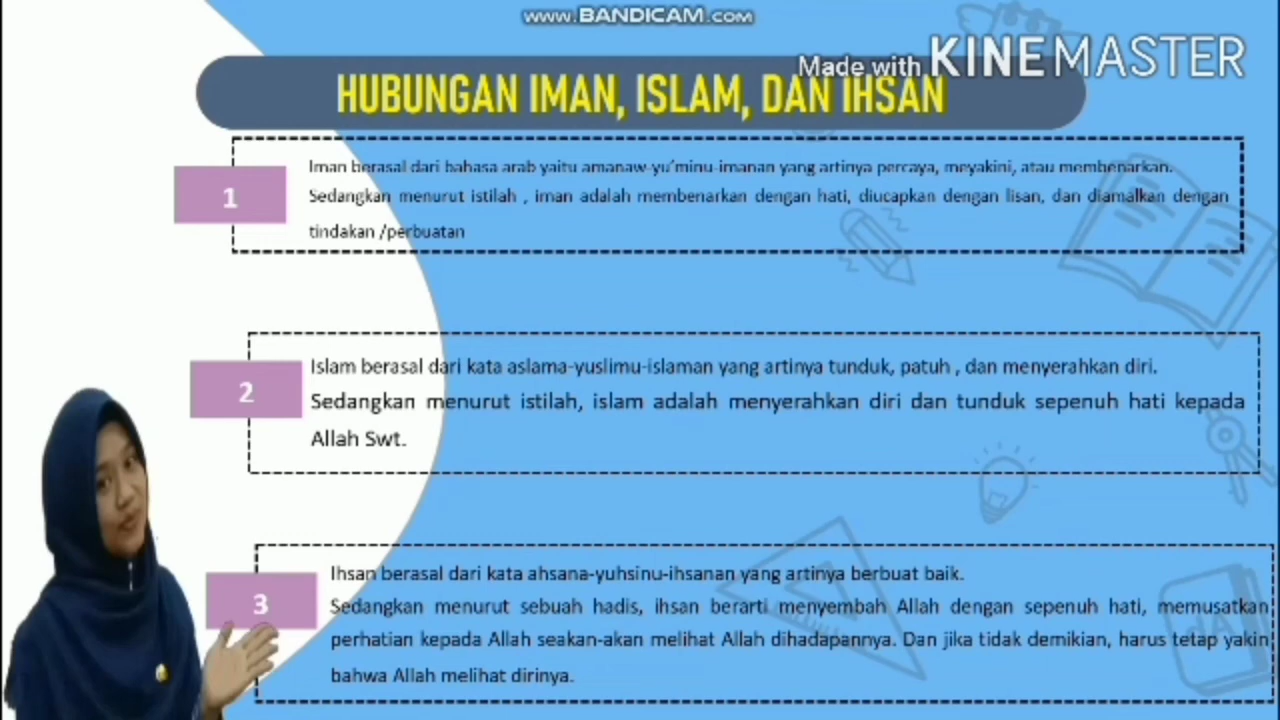 www.BANDICAM.com
Made with KINEMASTER
HUBUNGAN IMAN, ISLAM, DAN IHSAN
1
Iman berasal dari bahasa arab yaitu amanaw-yu’minu-imanan yang artinya percaya, meyakini, atau membenarkan.
Sedangkan menurut istilah , iman adalah membenarkan dengan hati, diucapkan dengan lisan, dan diamalkan dengan
tindakan /perbuatan
2
Islam berasal dari kata aslama-yuslimu-islaman yang artinya tunduk, patuh , dan menyerahkan diri.
Sedangkan menurut istilah, islam adalah menyerahkan diri dan tunduk sepenuh hati kepada
Allah Swt.
3
Ihsan berasal dari kata ahsana-yuhsinu-ihsanan yang artinya berbuat baik.
Sedangkan menurut sebuah hadis, ihsan berarti menyembah Allah dengan sepenuh hati, memusatkan
perhatian kepada Allah seakan-akan melihat Allah dihadapannya. Dan jika tidak demikian, harus tetap yakin
bahwa Allah melihat dirinya.